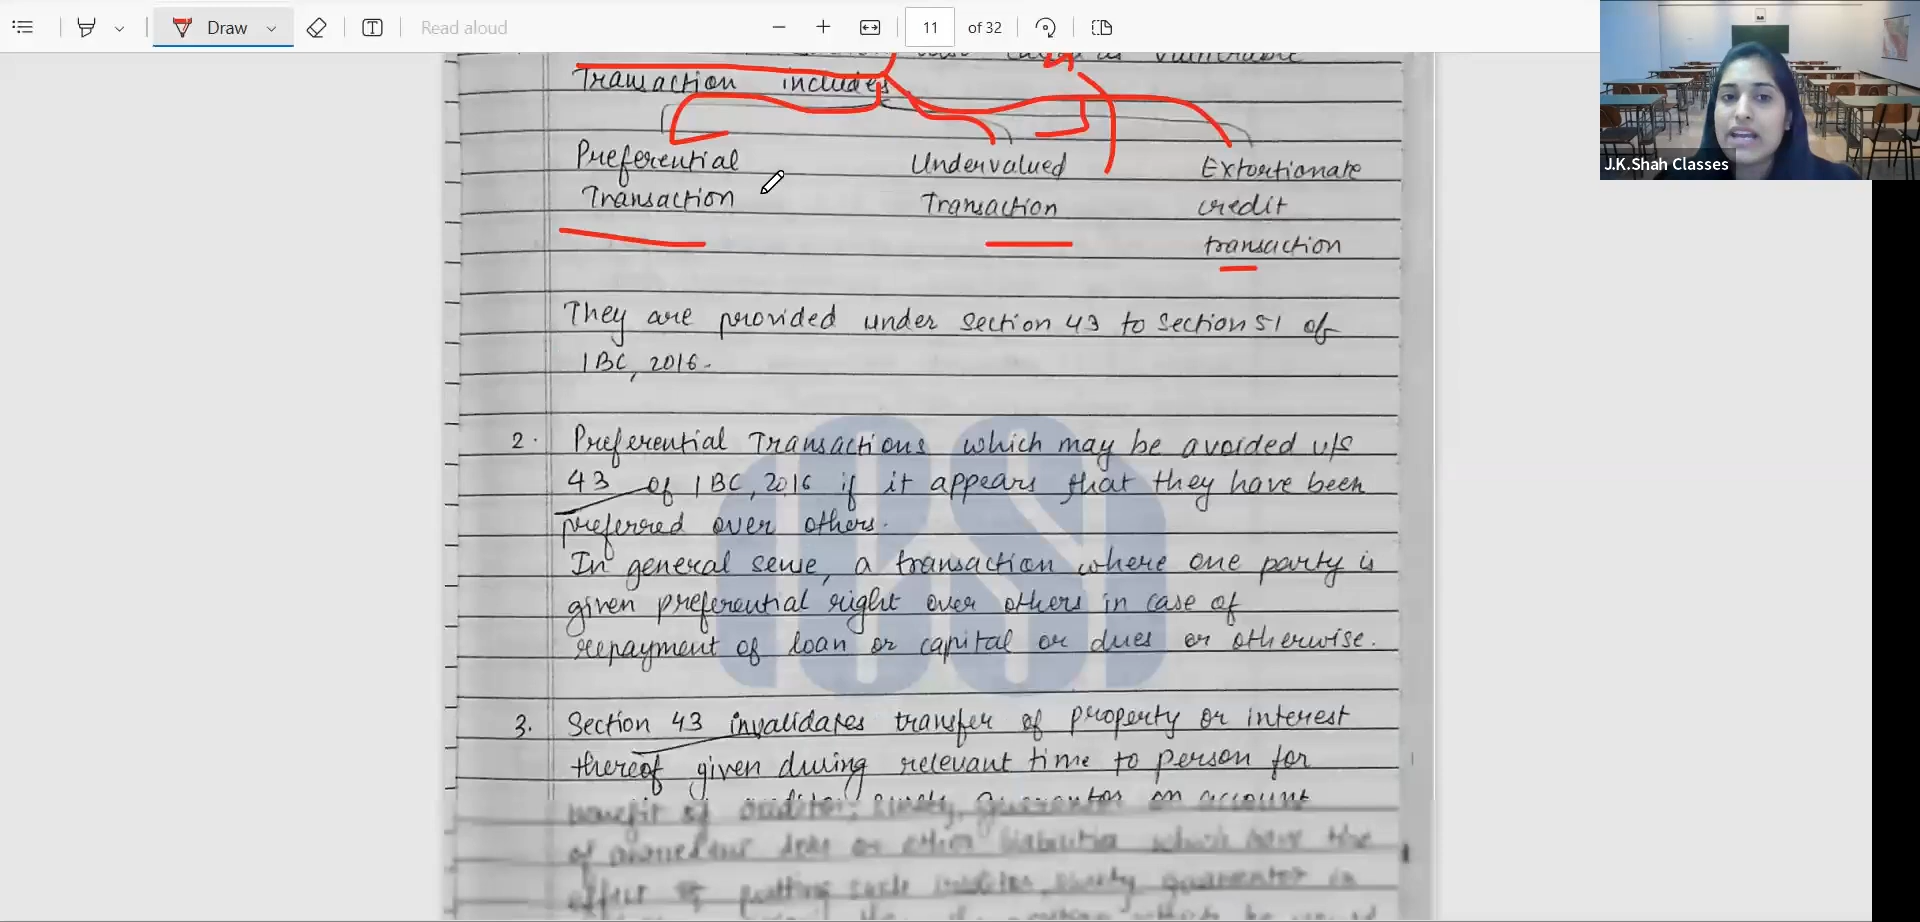 Draw
Read aloud
11
of 32
J.K.Shah Classes
Transaction includes
Preferential Undervalued Extortionate
Transaction Transaction credit
transaction
They are provided under Section 43 to Section 51 of
IBC, 2016.
2. Preferential Transactions which may be avoided u/s
43 of IBC, 2016 if it appears that they have been
preferred over others.
In general sense, a transaction where one party is
given preferential right over others in case of
repayment of loan or capital or dues or otherwise.
3. Section 43 invalidates transfer of property or interest
thereof given during relevant time to person for